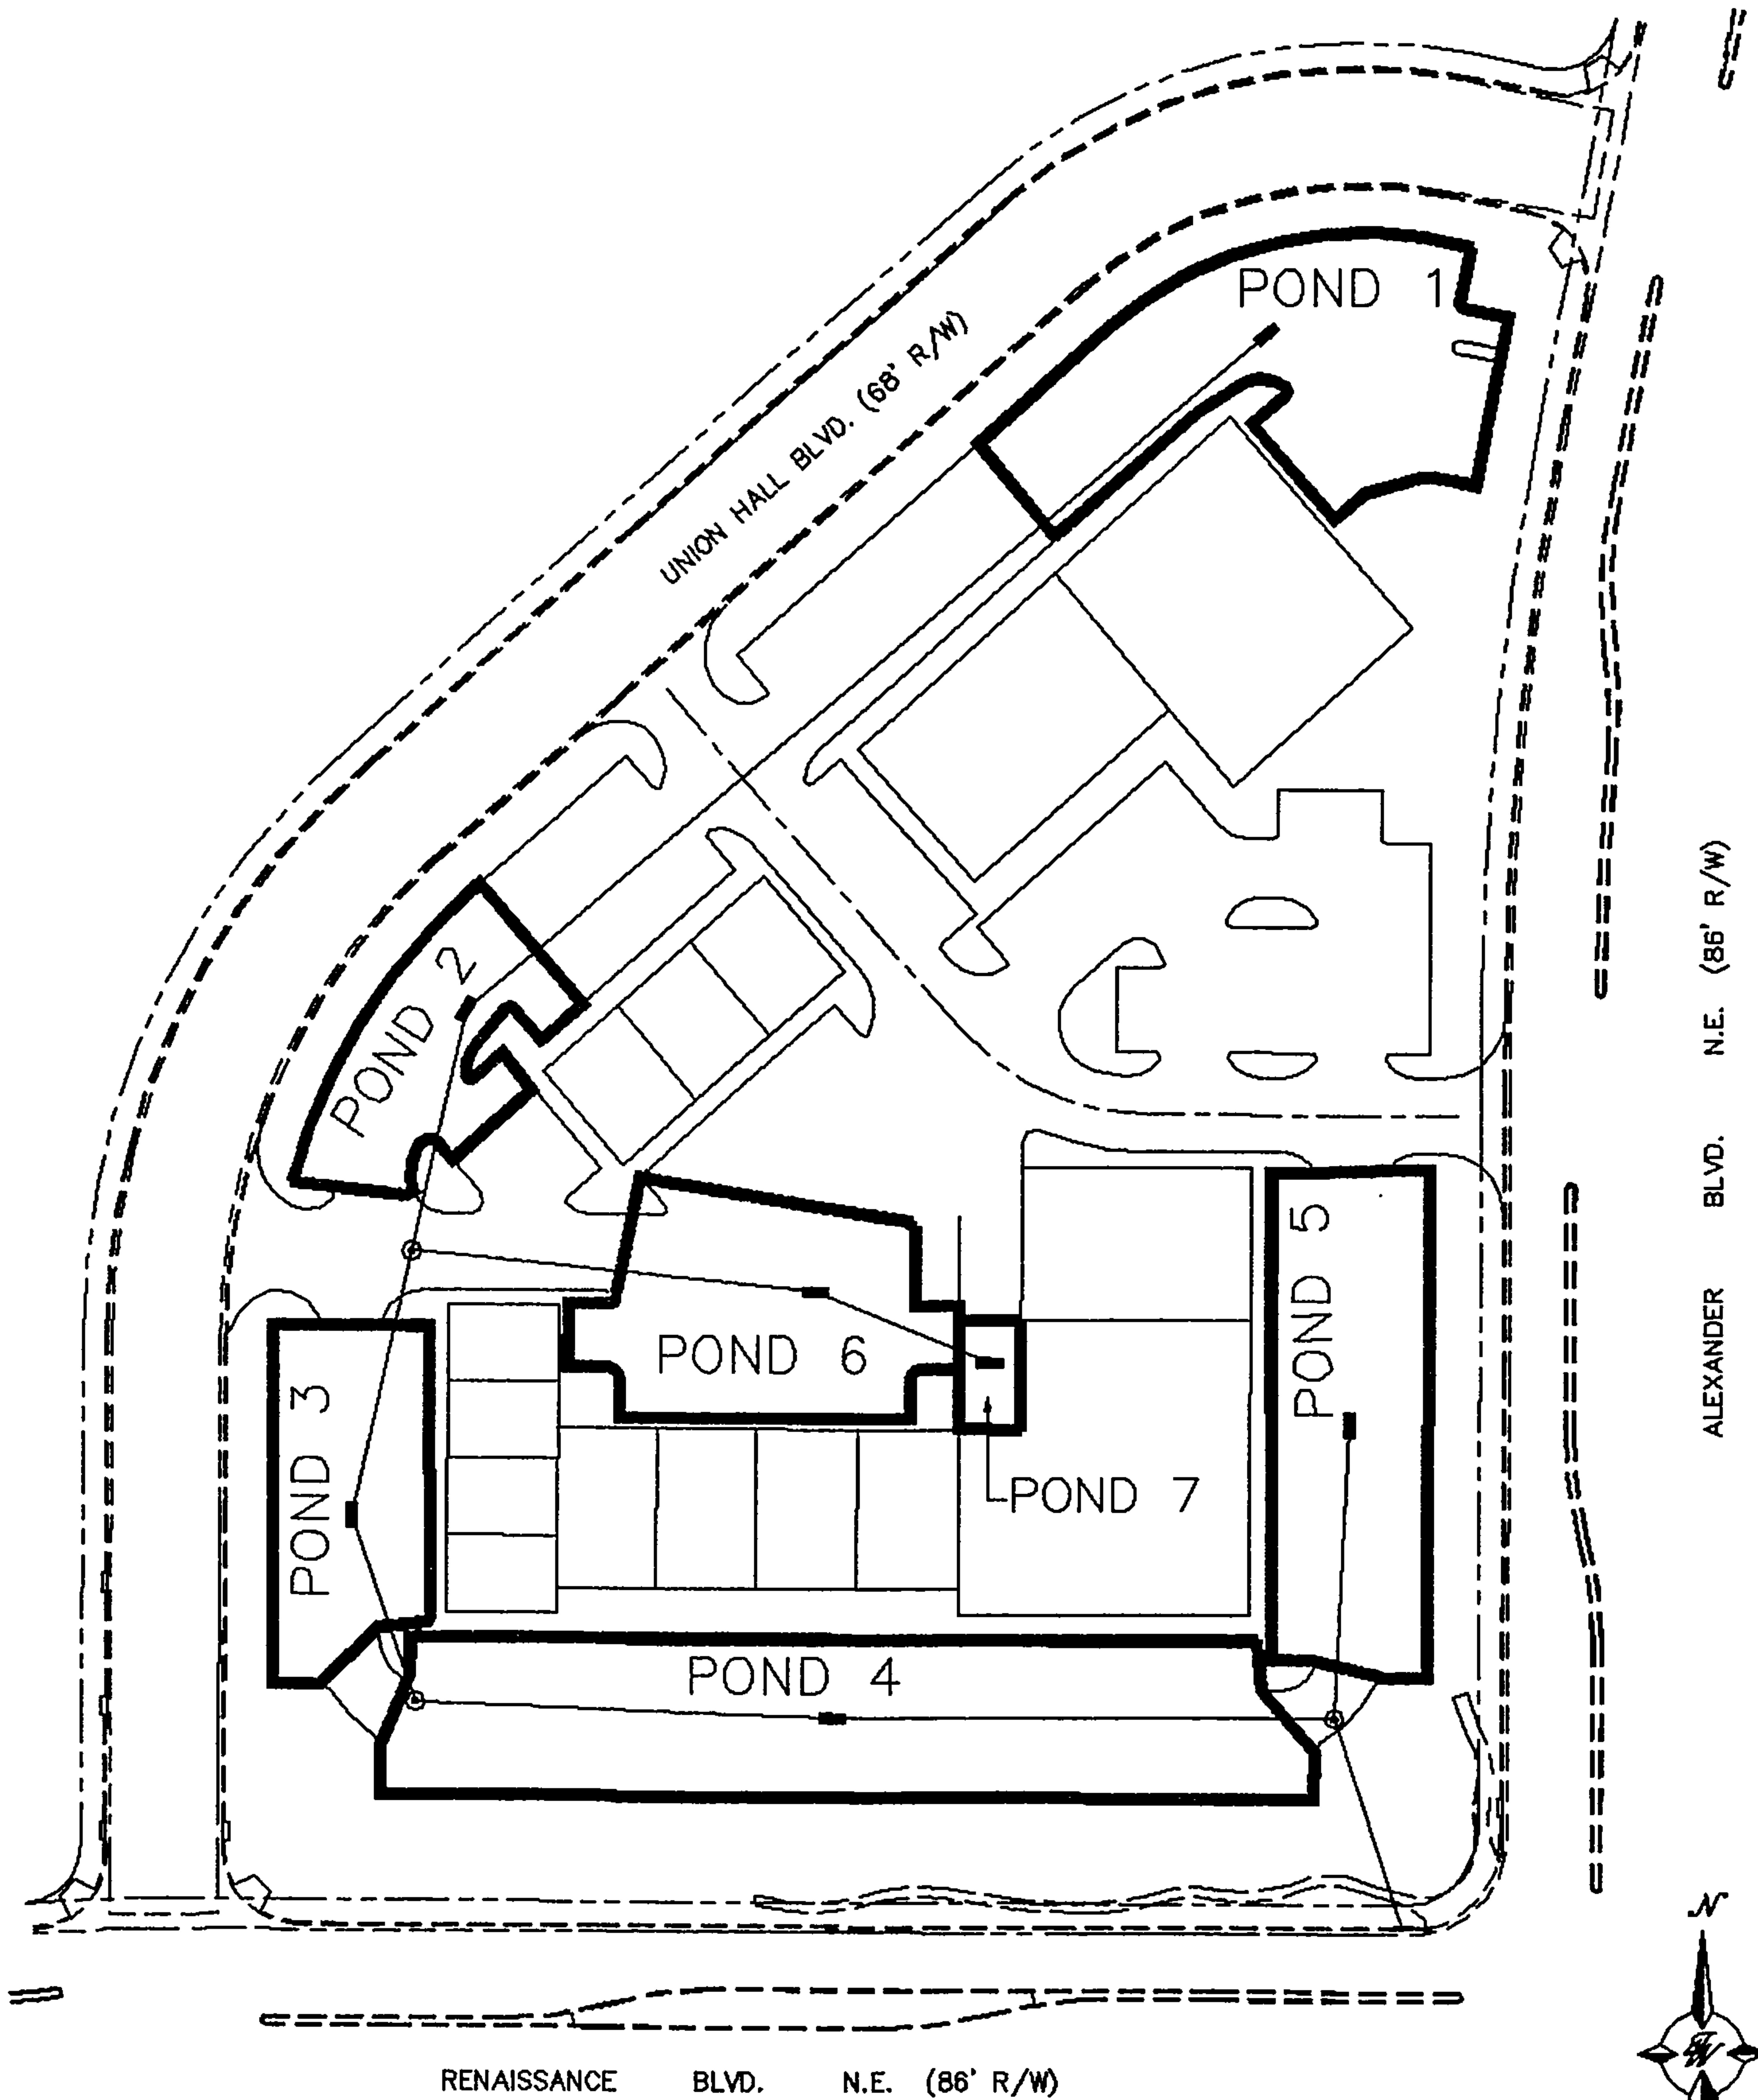 POND 1
UNION HALL BLVD. (68' R/W)
POND 2
ALEXANDER BLVD. N.E. (86' R/W)
POND 5
POND 6
POND 3
POND 7
POND 4
N
RENAISSANCE BLVD. N.E. (86' R/W)